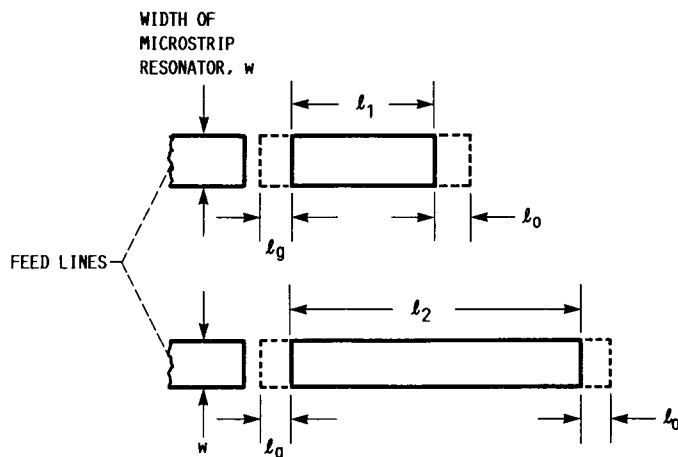 WIDTH OF
MICROSTRIP
RESONATOR, W
ℓ1
ℓg
ℓo
FEED LINES
ℓ2
W
ℓg
ℓo